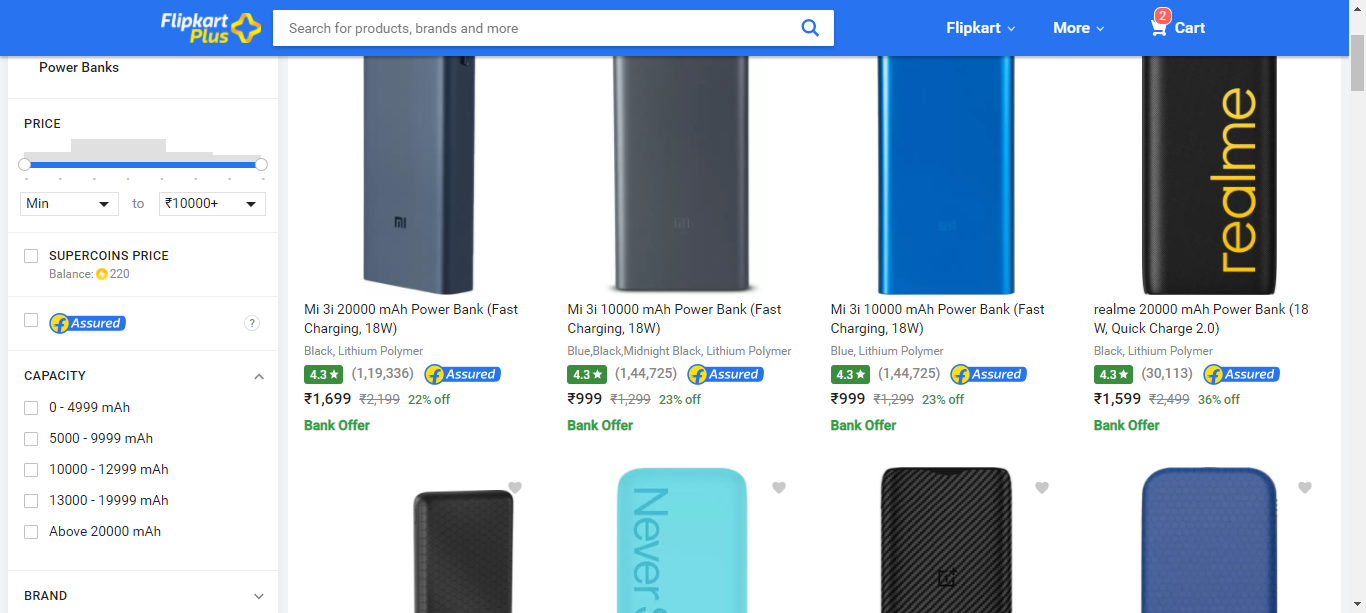 Flipkart
Plus
Search for products, brands and more
Flipkart
More
2
Cart
Power Banks
PRICE
Min
to
₹10000+
SUPERCOINS PRICE
Balance: 220
Assured
?
CAPACITY
0 - 4999 mAh
5000 - 9999 mAh
10000 - 12999 mAh
13000 - 19999 mAh
Above 20000 mAh
BRAND
mi
mi
mi
realme
Mi 3i 20000 mAh Power Bank (Fast
Charging, 18W)
Black, Lithium Polymer
4.3★ (1,19,336) Assured
₹1,699 ₹2,199 22% off
Bank Offer
Mi 3i 10000 mAh Power Bank (Fast
Charging, 18W)
Blue,Black,Midnight Black, Lithium Polymer
4.3★ (1,44,725) Assured
₹999 ₹1,299 23% off
Bank Offer
Mi 3i 10000 mAh Power Bank (Fast
Charging, 18W)
Blue, Lithium Polymer
4.3★ (1,44,725) Assured
₹999 ₹1,299 23% off
Bank Offer
realme 20000 mAh Power Bank (18
W, Quick Charge 2.0)
Black, Lithium Polymer
4.3★ (30,113) Assured
₹1,599 ₹2,499 36% off
Bank Offer
Never